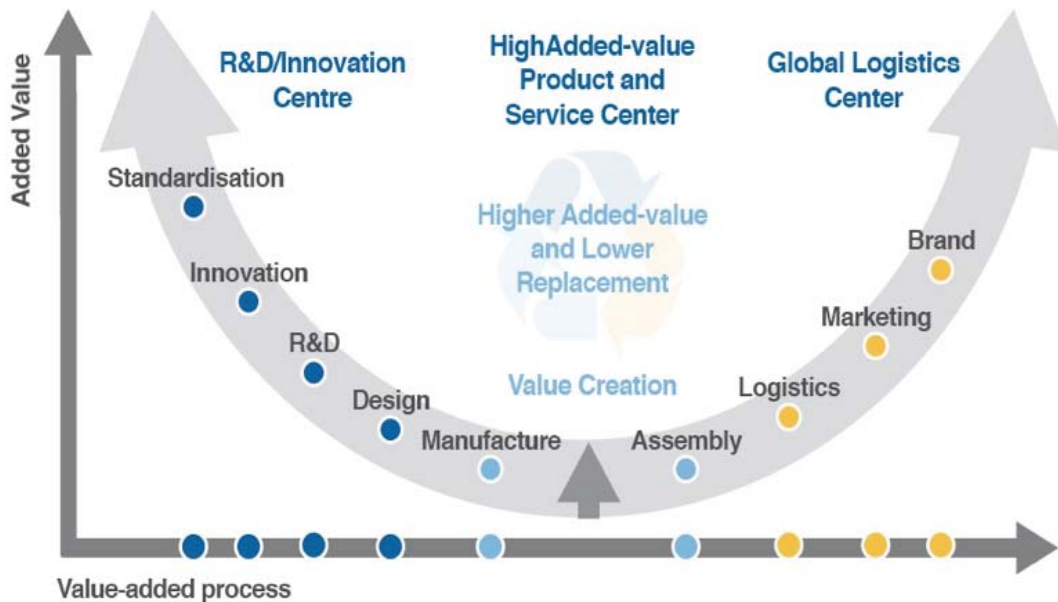 Added Value
R&D/Innovation
Centre
HighAdded-value
Product and
Service Center
Global Logistics
Center
Standardisation
Innovation
R&D
Design
Manufacture
Higher Added-value
and Lower
Replacement
Value Creation
Assembly
Logistics
Marketing
Brand
Value-added process